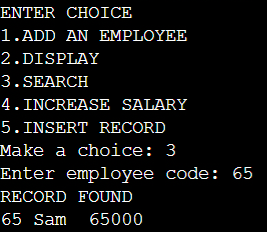 ENTER CHOICE
1.ADD AN EMPLOYEE
2.DISPLAY
3.SEARCH
4.INCREASE SALARY
5.INSERT RECORD
Make a choice: 3
Enter employee code: 65
RECORD FOUND
65 Sam  65000